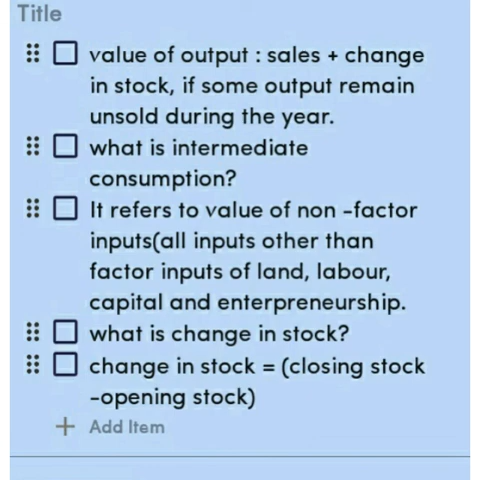 Title
value of output : sales + change
in stock, if some output remain
unsold during the year.
what is intermediate
consumption?
It refers to value of non -factor
inputs(all inputs other than
factor inputs of land, labour,
capital and enterpreneurship.
what is change in stock?
change in stock = (closing stock
-opening stock)
+ Add Item